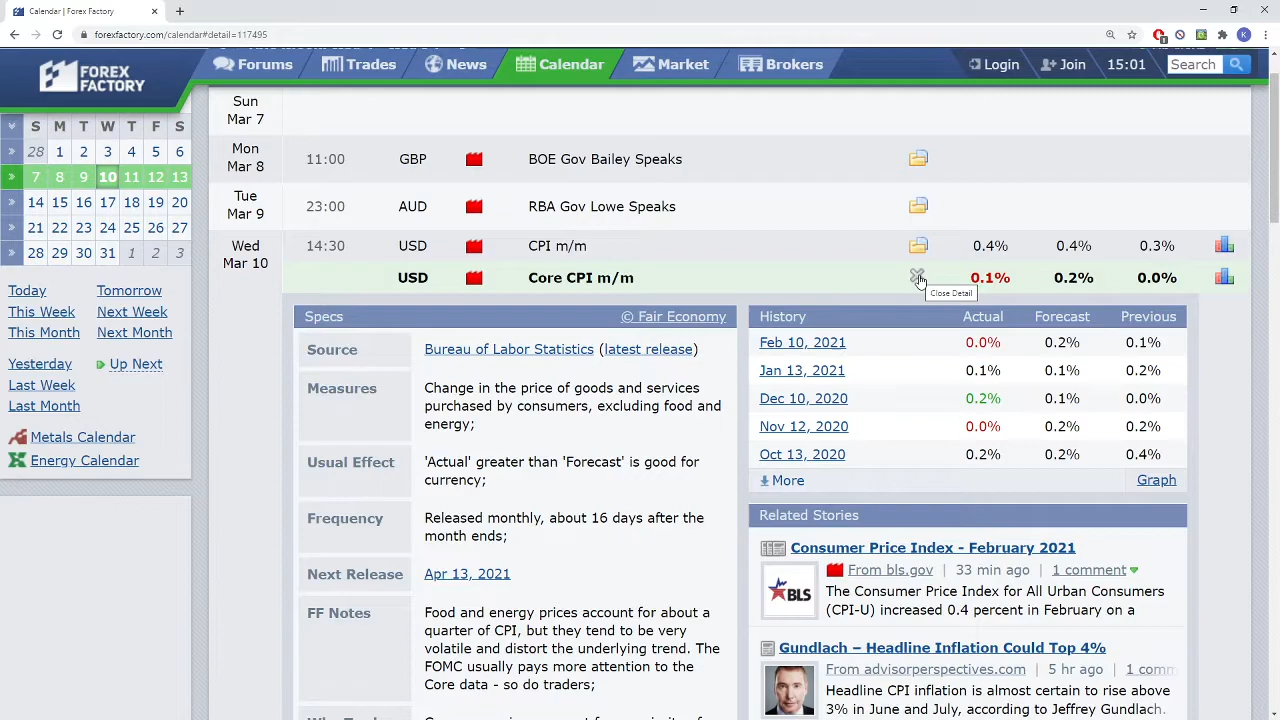 Calendar | Forex Factory
forexfactory.com/calendar#detail=117495
K
FOREX
FACTORY
Forums
Trades
News
Calendar
Market
Brokers
Login
Join
15:01
Search
S M T W T F S
28 1 2 3 4 5 6
7 8 9 10 11 12 13
14 15 16 17 18 19 20
21 22 23 24 25 26 27
28 29 30 31 1 2 3
Today Tomorrow
This Week Next Week
This Month Next Month
Yesterday Up Next
Last Week
Last Month
Metals Calendar
Energy Calendar
Sun
Mar 7
Mon
Mar 8
11:00 GBP BOE Gov Bailey Speaks
Tue
Mar 9
23:00 AUD RBA Gov Lowe Speaks
Wed
Mar 10
14:30 USD CPI m/m 0.4% 0.4% 0.3%
USD Core CPI m/m 0.1% 0.2% 0.0%
Close Detail
Specs © Fair Economy
Source Bureau of Labor Statistics (latest release)
Measures Change in the price of goods and services
purchased by consumers, excluding food and
energy;
Usual Effect 'Actual' greater than 'Forecast' is good for
currency;
Frequency Released monthly, about 16 days after the
month ends;
Next Release Apr 13, 2021
FF Notes Food and energy prices account for about a
quarter of CPI, but they tend to be very
volatile and distort the underlying trend. The
FOMC usually pays more attention to the
Core data - so do traders;
History Actual Forecast Previous
Feb 10, 2021 0.0% 0.2% 0.1%
Jan 13, 2021 0.1% 0.1% 0.2%
Dec 10, 2020 0.2% 0.1% 0.0%
Nov 12, 2020 0.0% 0.2% 0.2%
Oct 13, 2020 0.2% 0.2% 0.4%
More Graph
Related Stories
Consumer Price Index - February 2021
From bls.gov | 33 min ago | 1 comment
BLS
The Consumer Price Index for All Urban Consumers
(CPI-U) increased 0.4 percent in February on a
Gundlach – Headline Inflation Could Top 4%
From advisorperspectives.com | 5 hr ago | 1 comm
Headline CPI inflation is almost certain to rise above
3% in June and July, according to Jeffrey Gundlach.